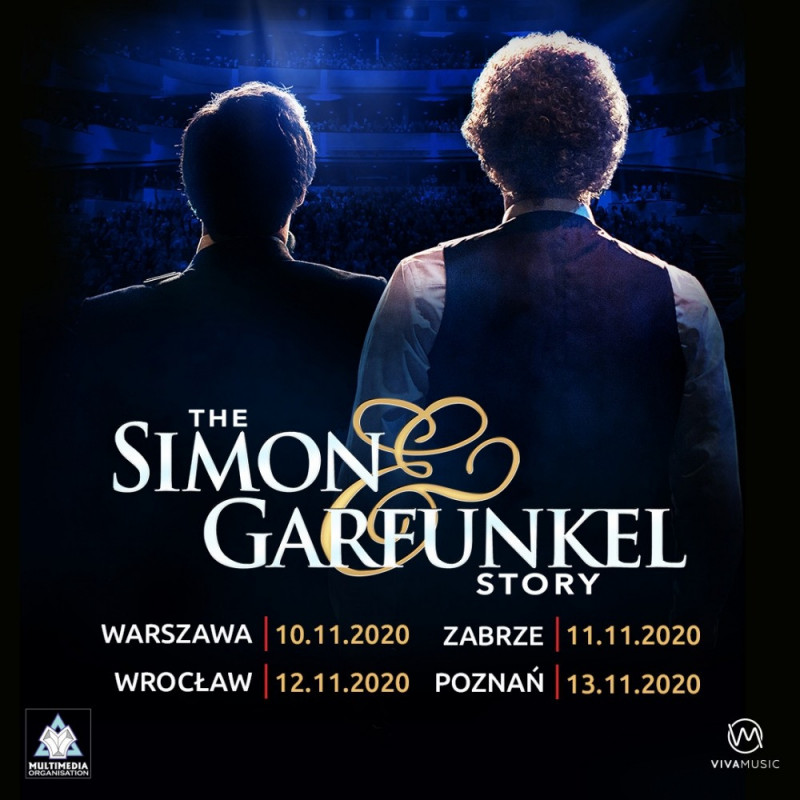 THE
SIMON &
GARFUNKEL
STORY
WARSZAWA | 10.11.2020 ZABRZE | 11.11.2020
WROCŁAW | 12.11.2020 POZNAŃ | 13.11.2020
MULTIMEDIA
ORGANISATION
VIVAMUSIC